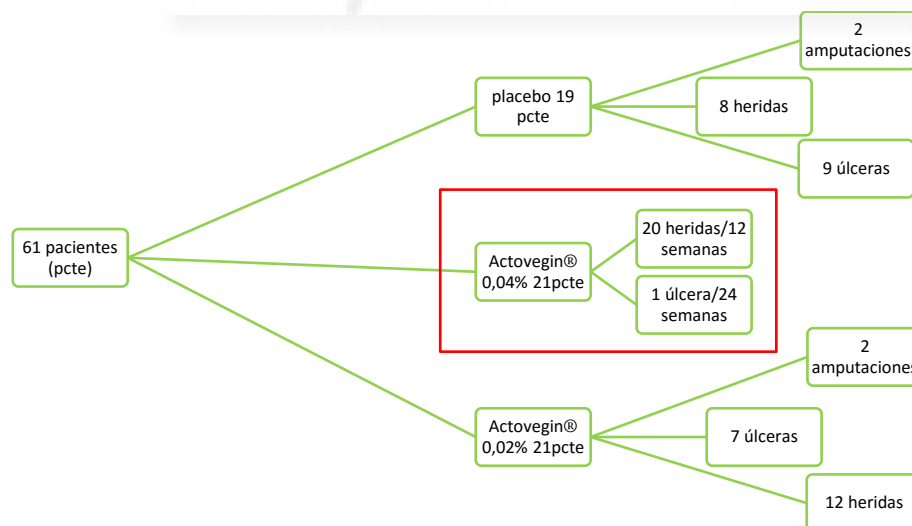 61 pacientes
(pcte)
placebo 19
pcte
2
amputaciones
8 heridas
9 úlceras
Actovegin®
0,04% 21pcte
20 heridas/12
semanas
1 úlcera/24
semanas
Actovegin®
0,02% 21pcte
2
amputaciones
7 úlceras
12 heridas